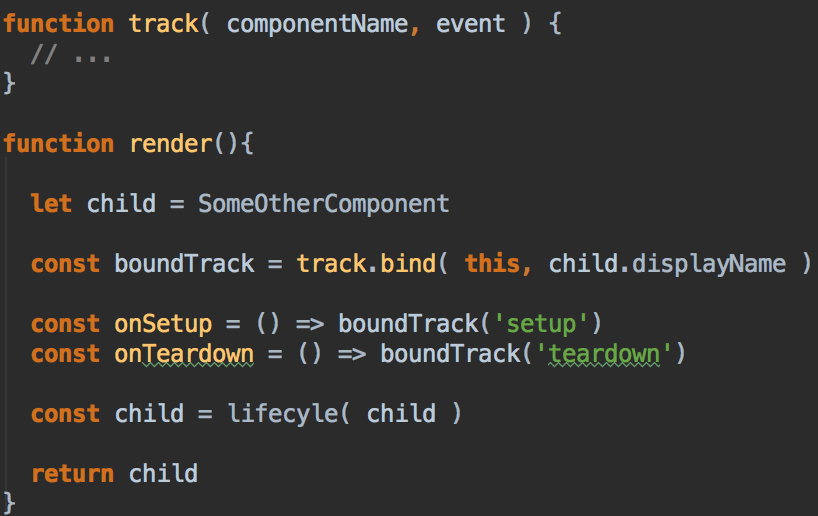 function track( componentName, event ) {
// ...
}
function render(){
let child = SomeOtherComponent
const boundTrack = track.bind( this, child.displayName )
const onSetup = () => boundTrack('setup')
const onTeardown = () => boundTrack('teardown')
const child = lifecyle( child )
return child
}